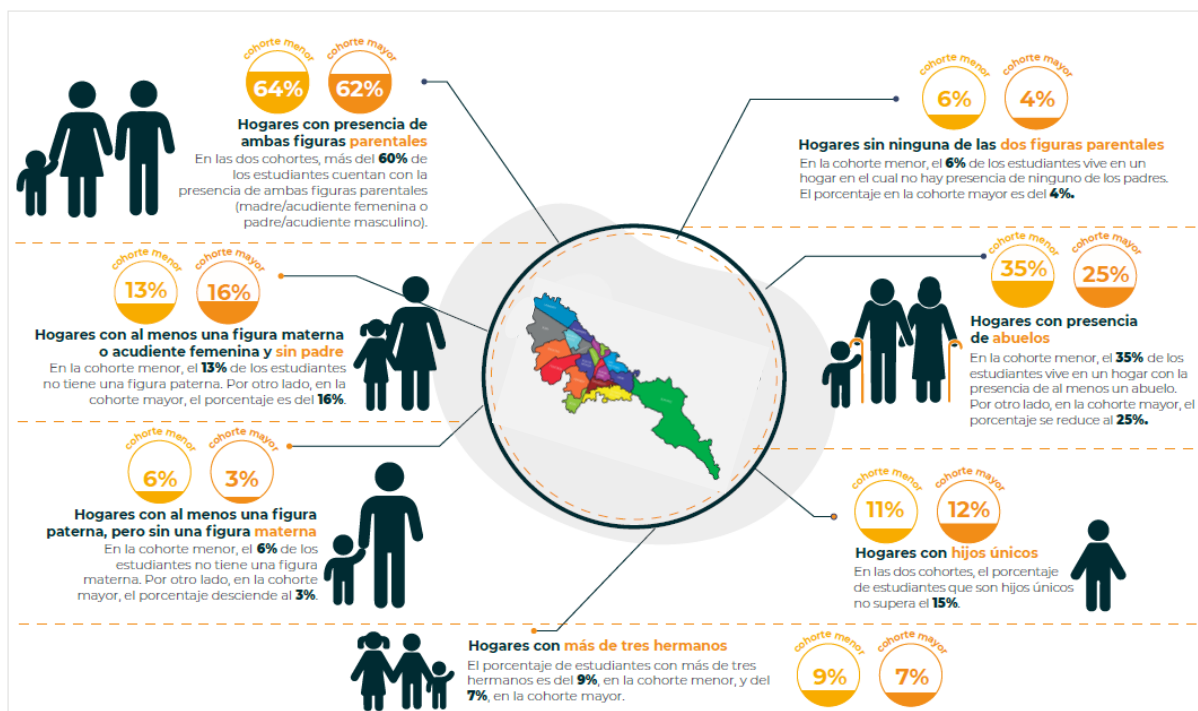 cohorte menor
cohorte mayor
64%
62%
Hogares con presencia de
ambas figuras parentales
En las dos cohortes, más del 60% de
los estudiantes cuentan con la
presencia de ambas figuras parentales
(madre/acudiente femenina o
padre/acudiente masculino).
cohorte menor
cohorte mayor
6%
4%
Hogares sin ninguna de las dos figuras parentales
En la cohorte menor, el 6% de los estudiantes vive en un
hogar en el cual no hay presencia de ninguno de los padres.
El porcentaje en la cohorte mayor es del 4%.
cohorte menor
cohorte mayor
13%
16%
Hogares con al menos una figura materna
o acudiente femenina y sin padre
En la cohorte menor, el 13% de los estudiantes
no tiene una figura paterna. Por otro lado, en la
cohorte mayor, el porcentaje es del 16%.
cohorte menor
cohorte mayor
35%
25%
Hogares con presencia
de abuelos
En la cohorte menor, el 35% de los
estudiantes vive en un hogar con la
presencia de al menos un abuelo.
Por otro lado, en la cohorte mayor, el
porcentaje se reduce al 25%.
cohorte menor
cohorte mayor
6%
3%
Hogares con al menos una figura
paterna, pero sin una figura materna
En la cohorte menor, el 6% de los
estudiantes no tiene una figura
materna. Por otro lado, en la cohorte
mayor, el porcentaje desciende al 3%.
cohorte menor
cohorte mayor
11%
12%
Hogares con hijos únicos
En las dos cohortes, el porcentaje
de estudiantes que son hijos únicos
no supera el 15%.
Hogares con más de tres hermanos
El porcentaje de estudiantes con más de tres
hermanos es del 9%, en la cohorte menor, y del
7%, en la cohorte mayor.
cohorte menor
cohorte mayor
9%
7%